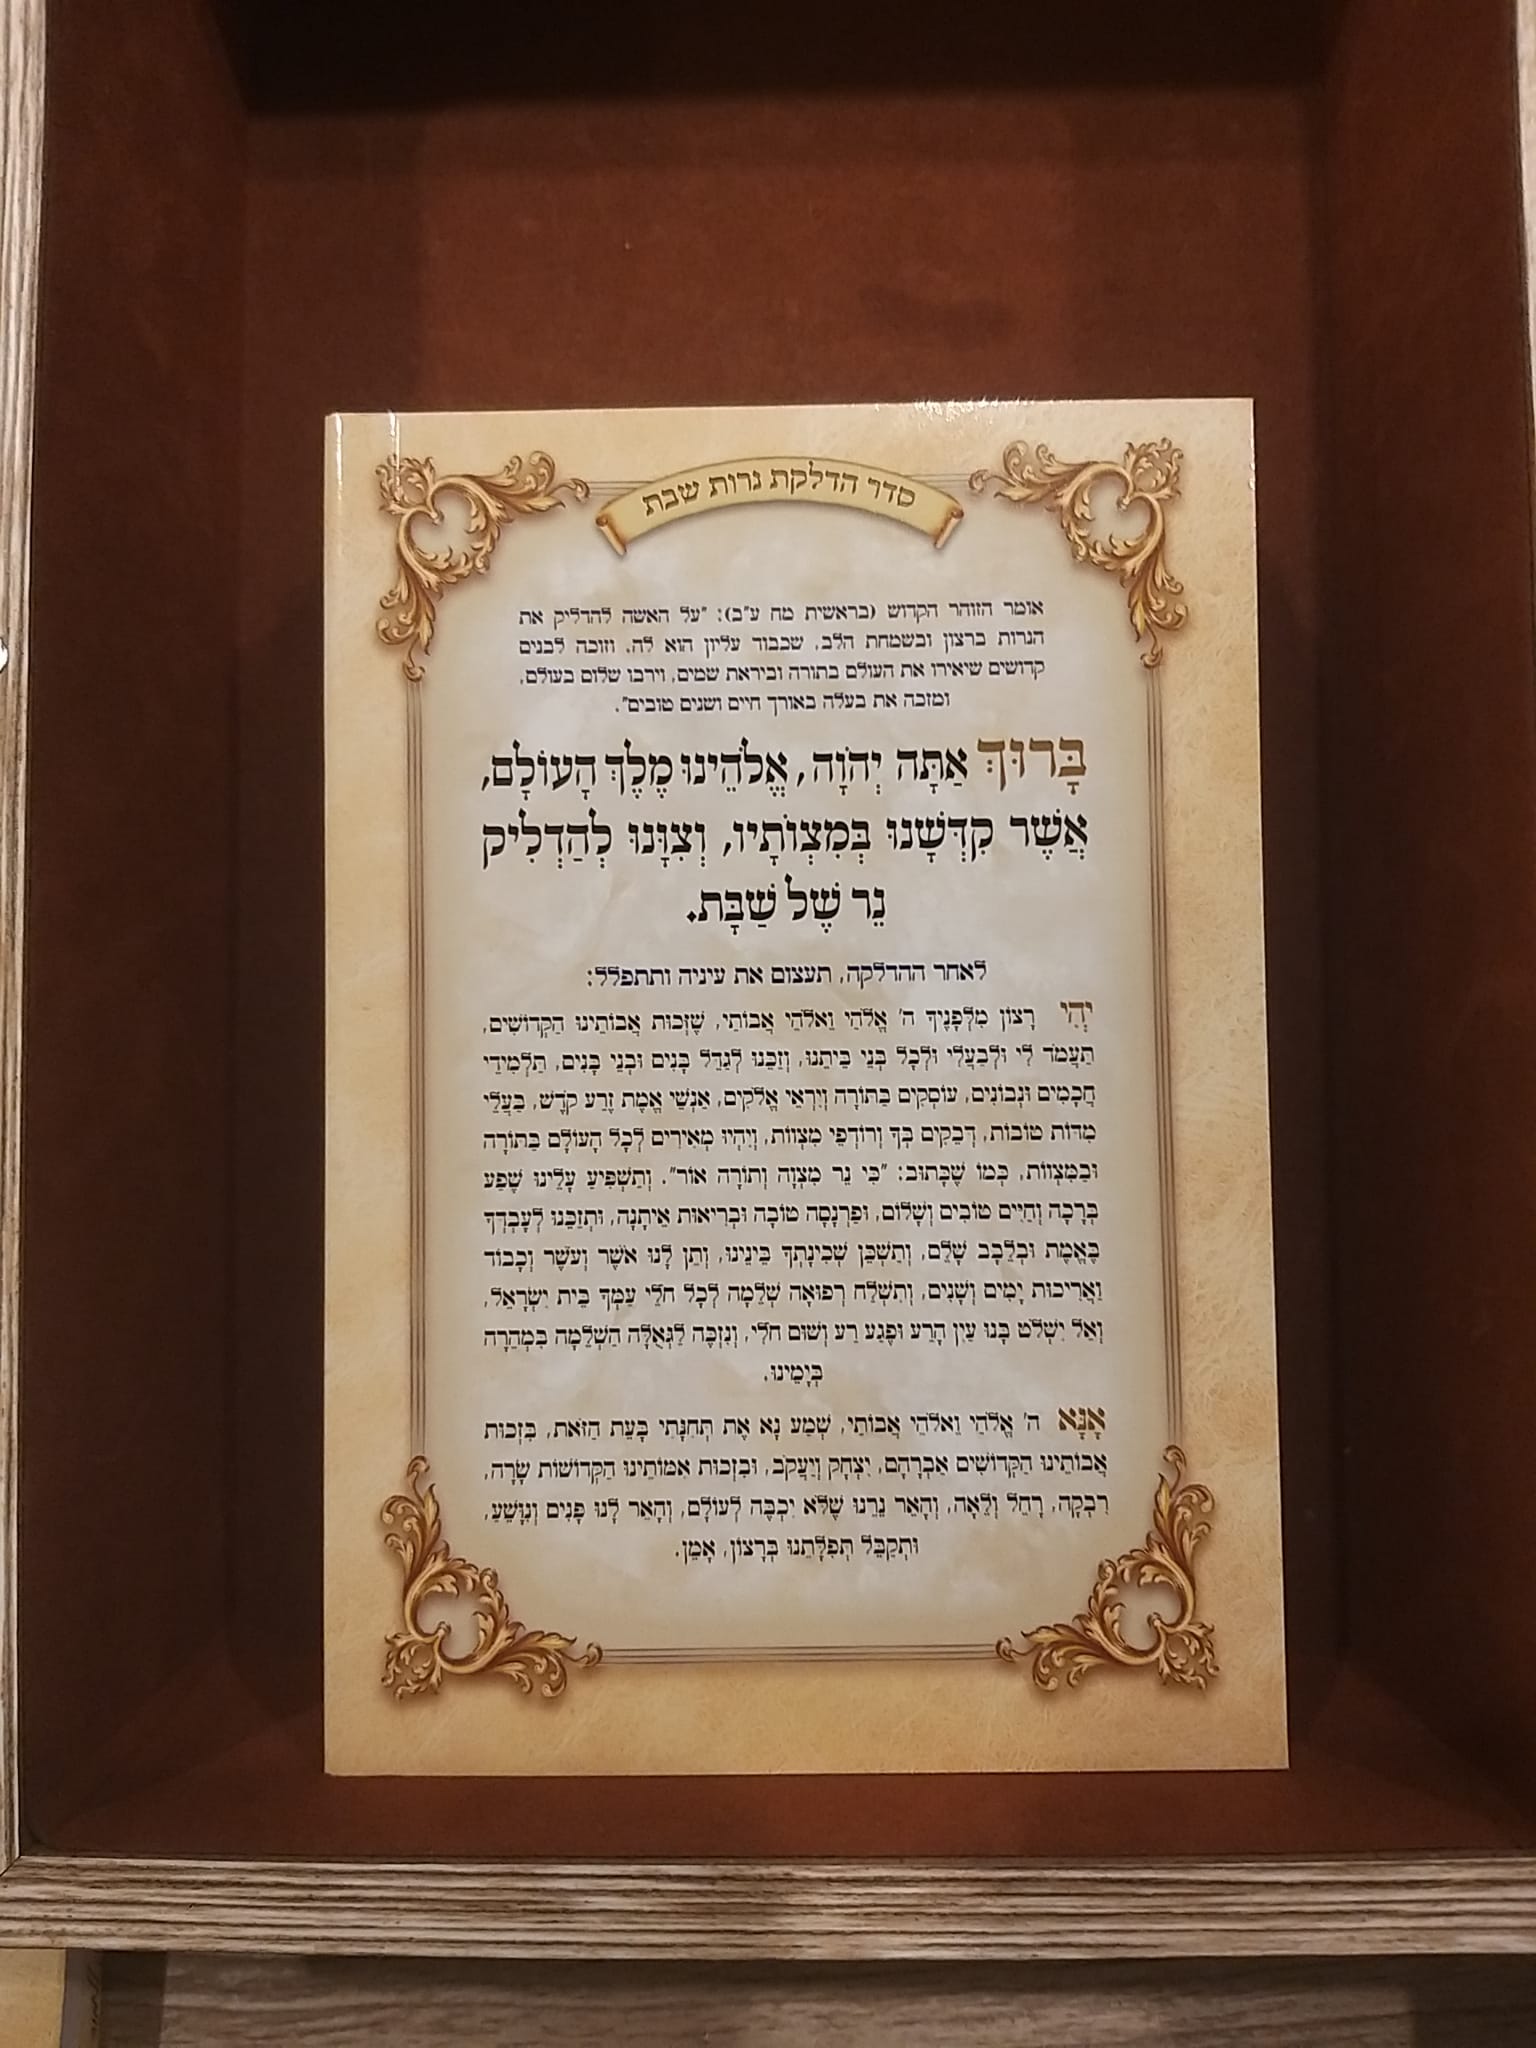 סדר הדלקת נרות שבת
אומר הזוהר הקדוש (בראשית מח ע"ב): "על האשה להדליק את
הנרות ברצון ובשמחת הלב, שכבוד עליון הוא לה, וזוכה לבנים
קדושים שיאירו את העולם בתורה וביראת שמים, וירבו שלום בעולם,
ומזכה את בעלה באורך חיים ושנים טובים".
בָּרוּךְ אַתָּה יְהֹוָה, אֱלֹהֵינוּ מֶלֶךְ הָעוֹלָם,
אֲשֶׁר קִדְּשָׁנוּ בְּמִצְוֹתָיו, וְצִוָּנוּ לְהַדְלִיק
נֵר שֶׁל שַׁבָּת.
לאחר ההדלקה, תעצום את עיניה ותתפלל:
יְהִי רָצוֹן מִלְּפָנֶיךָ ה' אֱלֹהַי וֵאלֹהֵי אֲבוֹתַי, שֶׁזְּכוּת אֲבוֹתֵינוּ הַקְּדוֹשִׁים,
תַּעֲמֹד לִי וּלְבַעֲלִי וּלְכָל בְּנֵי בֵיתֵנוּ, וְזַכֵּנוּ לְגַדֵּל בָּנִים וּבְנֵי בָנִים, תַּלְמִידֵי
חֲכָמִים וּנְבוֹנִים, עוֹסְקִים בַּתּוֹרָה וְיִרְאֵי אֱלֹקִים, אַנְשֵׁי אֱמֶת זֶרַע קֹדֶשׁ, בַּעֲלֵי
מִדּוֹת טוֹבוֹת, דְּבֵקִים בְּךָ וְרוֹדְפֵי מִצְווֹת, וְיִהְיוּ מְאִירִים לְכָל הָעוֹלָם בַּתּוֹרָה
וּבַמִּצְווֹת, כְּמוֹ שֶׁכָּתוּב: "כִּי נֵר מִצְוָה וְתוֹרָה אוֹר". וְתַשְׁפִּיעַ עָלֵינוּ שֶׁפַע
בְּרָכָה וְחַיִּים טוֹבִים וְשָׁלוֹם, וּפַרְנָסָה טוֹבָה וּבְרִיאוּת אֵיתָנָה, וּתְזַכֵּנוּ לְעָבְדְּךָ
בֶּאֱמֶת וּבְלֵבָב שָׁלֵם, וְתַשְׁכֵּן שְׁכִינָתְךָ בֵּינֵינוּ, וְתֵן לָנוּ אֹשֶׁר וְעֹשֶׁר וְכָבוֹד
וַאֲרִיכוּת יָמִים וְשָׁנִים, וְתִשְׁלַח רְפוּאָה שְׁלֵמָה לְכָל חֹלֵי עַמְּךָ בֵּית יִשְׂרָאֵל,
וְאַל יִשְׁלֹט בָּנוּ עַיִן הָרַע וּפֶגַע רַע וְשׁוּם חֹלִי, וְנִזְכֶּה לַגְּאֻלָּה הַשְּׁלֵמָה בִּמְהֵרָה
בְּיָמֵינוּ.
אָנָּא ה' אֱלֹהַי וֵאלֹהֵי אֲבוֹתַי, שְׁמַע נָא אֶת תְּחִנָּתִי בָּעֵת הַזֹּאת, בִּזְכוּת
אֲבוֹתֵינוּ הַקְּדוֹשִׁים אַבְרָהָם, יִצְחָק וְיַעֲקֹב, וּבִזְכוּת אִמּוֹתֵינוּ הַקְּדוֹשׁוֹת שָׂרָה,
רִבְקָה, רָחֵל וְלֵאָה, וְהָאֵר נֵרֵנוּ שֶׁלֹּא יִכְבֶּה לְעוֹלָם, וְהָאֵר לָנוּ פָּנִים וְנִוָּשֵׁעַ,
וּתְקַבֵּל תְּפִלָּתֵנוּ בְּרָצוֹן, אָמֵן.